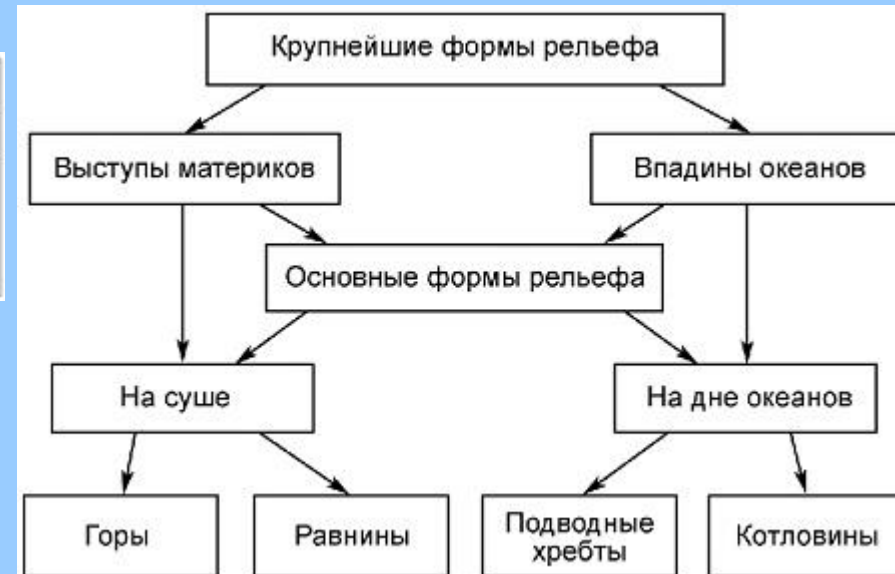 Крупнейшие формы рельефа
Выступы материков
Впадины океанов
Основные формы рельефа
На суше
На дне океанов
Горы
Равнины
Подводные
хребты
Котловины